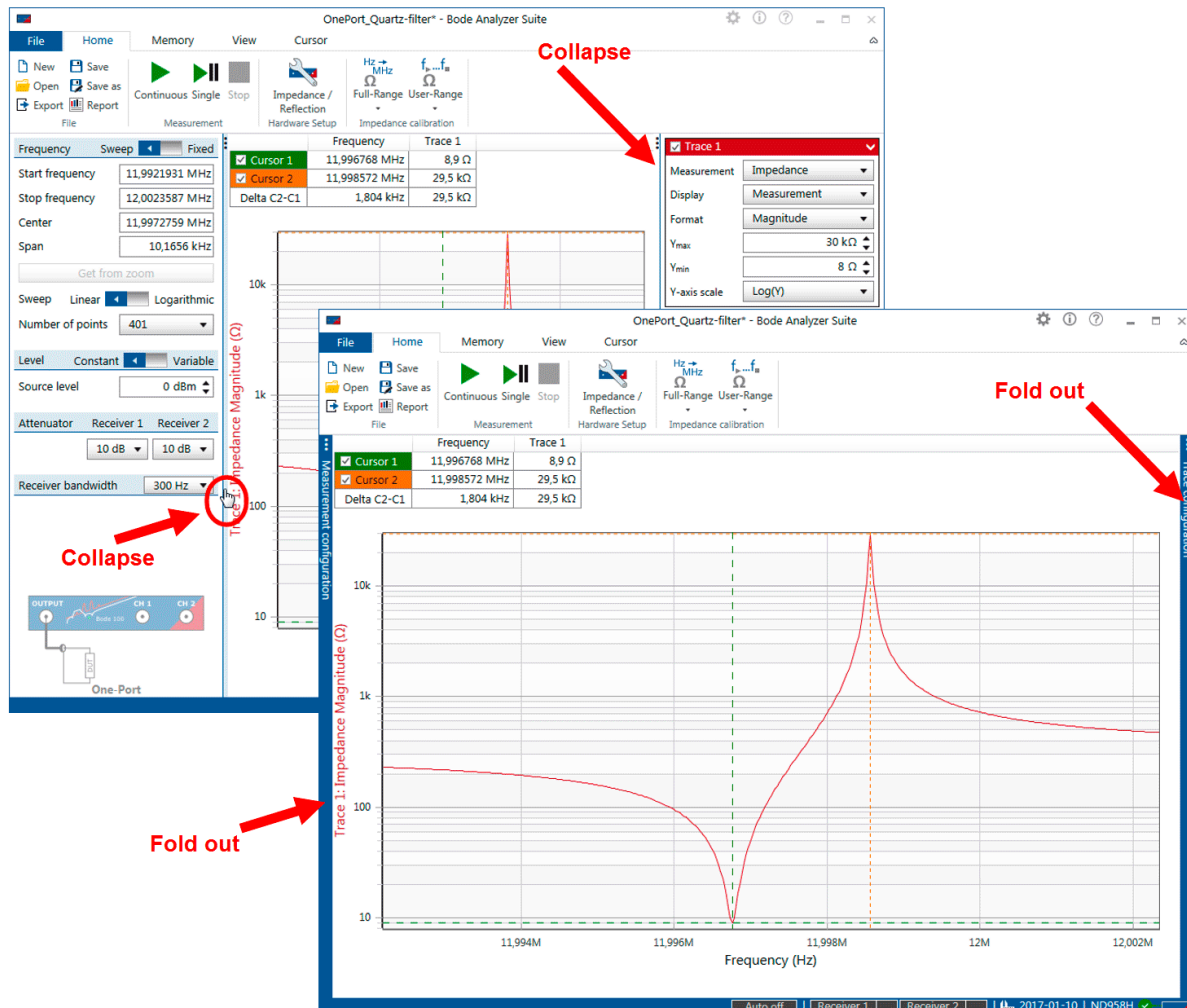 OnePort_Quartz-filter* - Bode Analyzer Suite
File Home Memory View Cursor
Collapse
New Save
Open Save as
Export Report
File
Continuous Single Stop
Measurement
Impedance / Reflection
Hardware Setup
Hz → MHz Ω
Full-Range
f▸...f■ Ω
User-Range
Impedance calibration
Frequency Sweep Fixed
Start frequency 11,9921931 MHz
Stop frequency 12,0023587 MHz
Center 11,9972759 MHz
Span 10,1656 kHz
Get from zoom
Sweep Linear Logarithmic
Number of points 401
Level Constant Variable
Source level 0 dBm
Attenuator Receiver 1 Receiver 2
10 dB 10 dB
Receiver bandwidth 300 Hz
Collapse
OUTPUT CH 1 CH 2
Bode 100
DUT
One-Port
Frequency Trace 1
Cursor 1 11,996768 MHz 8,9 Ω
Cursor 2 11,998572 MHz 29,5 kΩ
Delta C2-C1 1,804 kHz 29,5 kΩ
Trace 1: Impedance Magnitude (Ω)
10k
1k
100
10
Trace 1
Measurement Impedance
Display Measurement
Format Magnitude
Ymax 30 kΩ
Ymin 8 Ω
Y-axis scale Log(Y)
OnePort_Quartz-filter* - Bode Analyzer Suite
File Home Memory View Cursor
New Save
Open Save as
Export Report
File
Continuous Single Stop
Measurement
Impedance / Reflection
Hardware Setup
Hz → MHz Ω
Full-Range
f▸...f■ Ω
User-Range
Impedance calibration
Fold out
Measurement configuration
Frequency Trace 1
Cursor 1 11,996768 MHz 8,9 Ω
Cursor 2 11,998572 MHz 29,5 kΩ
Delta C2-C1 1,804 kHz 29,5 kΩ
Trace configuration
Trace 1: Impedance Magnitude (Ω)
10k
1k
100
10
Fold out
11,994M 11,996M 11,998M 12M 12,002M
Frequency (Hz)
Auto off | Receiver 1 Receiver 2 | 2017-01-10 | ND958H